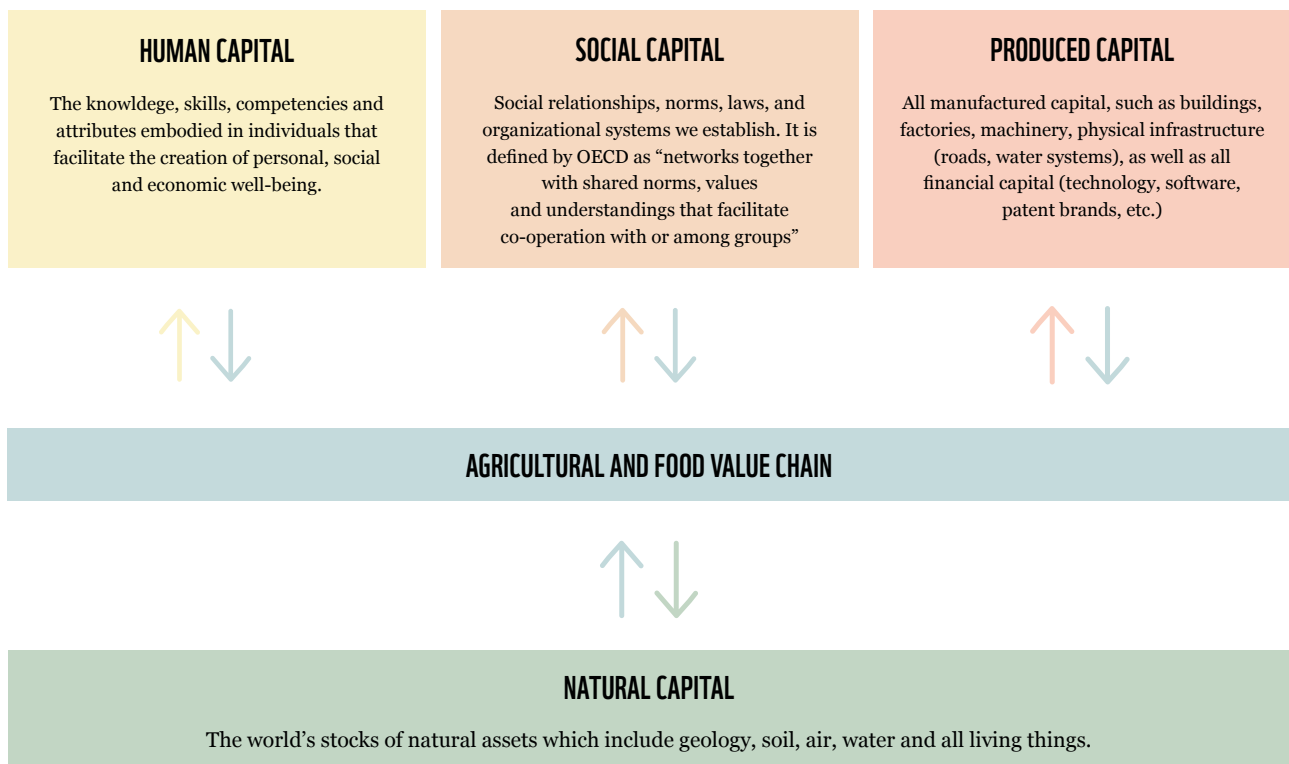 HUMAN CAPITAL
The knowldege, skills, competencies and
attributes embodied in individuals that
facilitate the creation of personal, social
and economic well-being.
SOCIAL CAPITAL
Social relationships, norms, laws, and
organizational systems we establish. It is
defined by OECD as “networks together
with shared norms, values
and understandings that facilitate
co-operation with or among groups”
PRODUCED CAPITAL
All manufactured capital, such as buildings,
factories, machinery, physical infrastructure
(roads, water systems), as well as all
financial capital (technology, software,
patent brands, etc.)
AGRICULTURAL AND FOOD VALUE CHAIN
NATURAL CAPITAL
The world’s stocks of natural assets which include geology, soil, air, water and all living things.